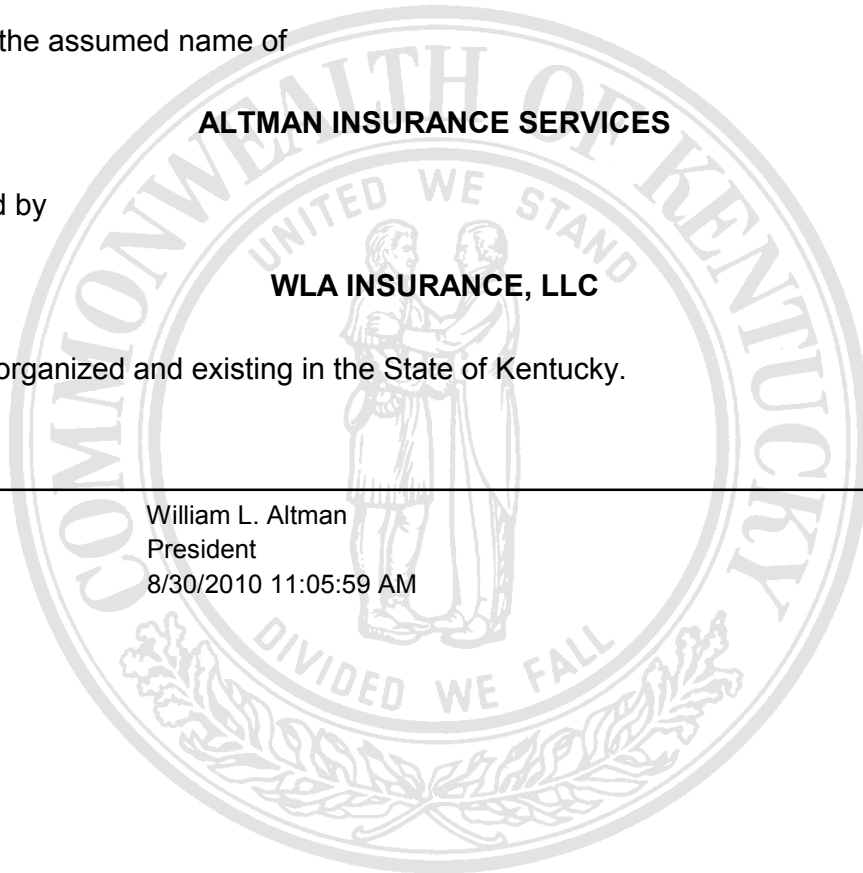 the assumed name of
ALTMAN INSURANCE SERVICES
d by
WLA INSURANCE, LLC
organized and existing in the State of Kentucky.
William L. Altman
President
8/30/2010 11:05:59 AM
COMMONWEALTH OF KENTUCKY
UNITED WE STAND
DIVIDED WE FALL